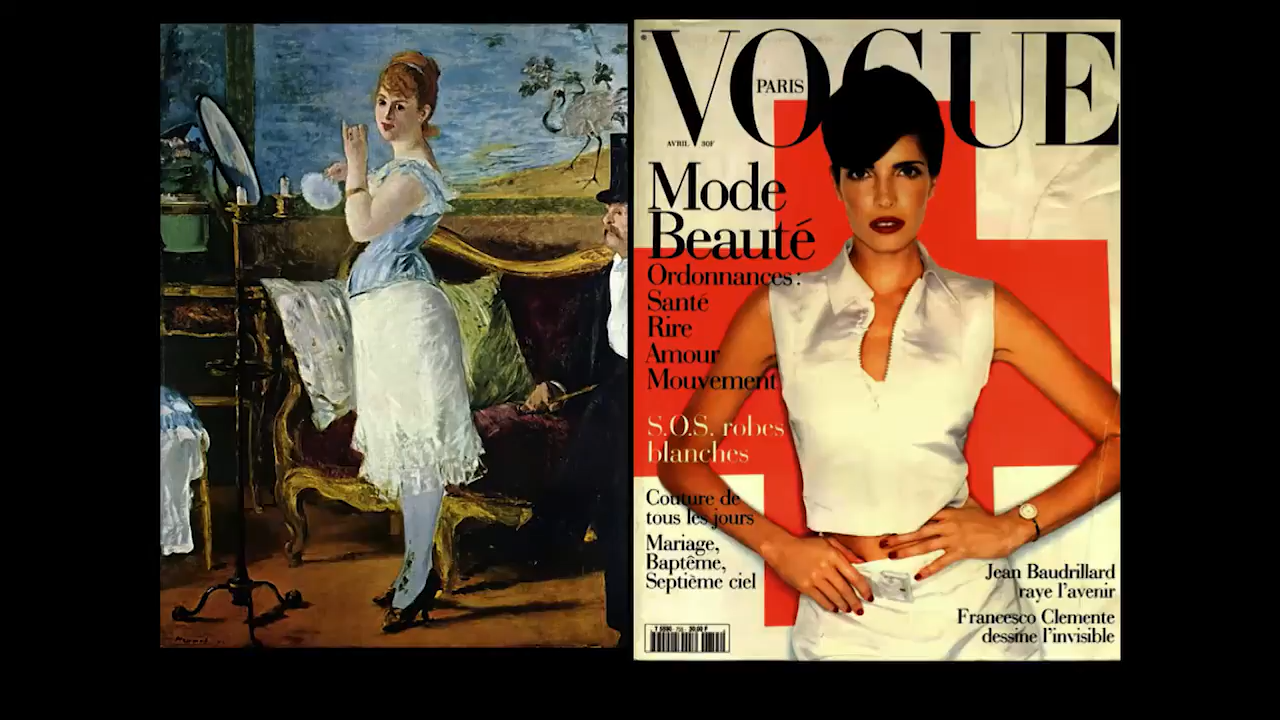 VOGUE
PARIS
AVRIL 30F
Mode
Beauté
Ordonnances:
Santé
Rire
Amour
Mouvement
S.O.S. robes
blanches
Couture de
tous les jours
Mariage,
Baptême,
Septième ciel
Jean Baudrillard
raye l'avenir
Francesco Clemente
dessine l'invisible